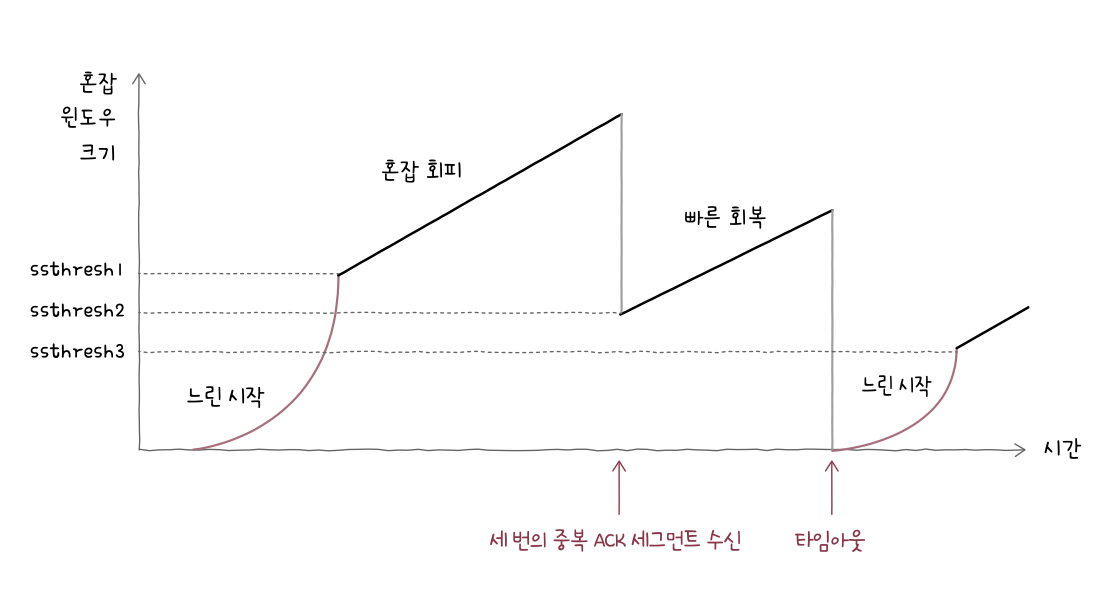 혼잡
윈도우
크기
혼잡 회피
빠른 회복
ssthresh1
ssthresh2
ssthresh3
느린 시작
느린 시작
시간
세 번의 중복 ACK 세그먼트 수신
타임아웃